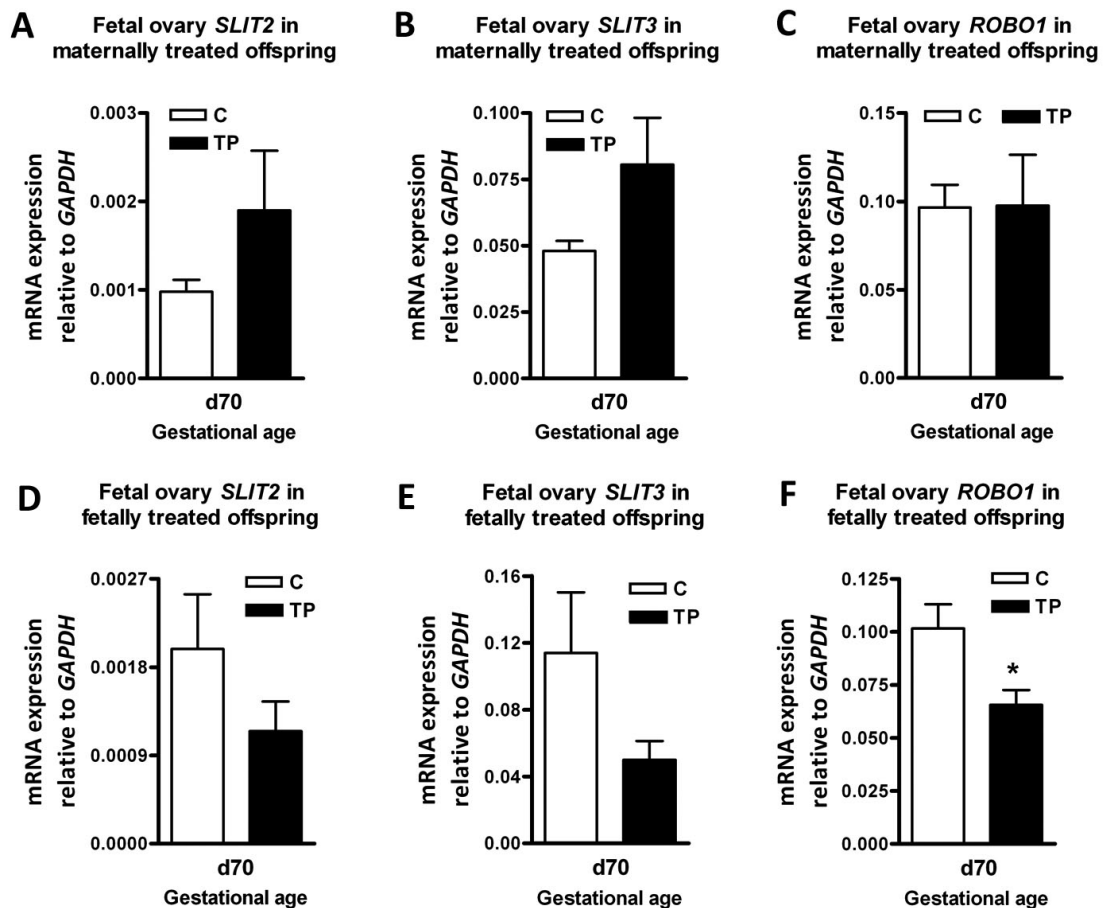 A
Fetal ovary SLIT2 in
maternally treated offspring
mRNA expression
relative to GAPDH
0.003
0.002
0.001
0.000
C
TP
d70
Gestational age
B
Fetal ovary SLIT3 in
maternally treated offspring
mRNA expression
relative to GAPDH
0.100
0.075
0.050
0.025
0.000
C
TP
d70
Gestational age
C
Fetal ovary ROBO1 in
maternally treated offspring
mRNA expression
relative to GAPDH
0.15
0.10
0.05
0.00
C TP
d70
Gestational age
D
Fetal ovary SLIT2 in
fetally treated offspring
mRNA expression
relative to GAPDH
0.0027
0.0018
0.0009
0.0000
C
TP
d70
Gestational age
E
Fetal ovary SLIT3 in
fetally treated offspring
mRNA expression
relative to GAPDH
0.16
0.12
0.08
0.04
0.00
C
TP
d70
Gestational age
F
Fetal ovary ROBO1 in
fetally treated offspring
mRNA expression
relative to GAPDH
0.125
0.100
0.075
0.050
0.025
0.000
C
TP
*
d70
Gestational age